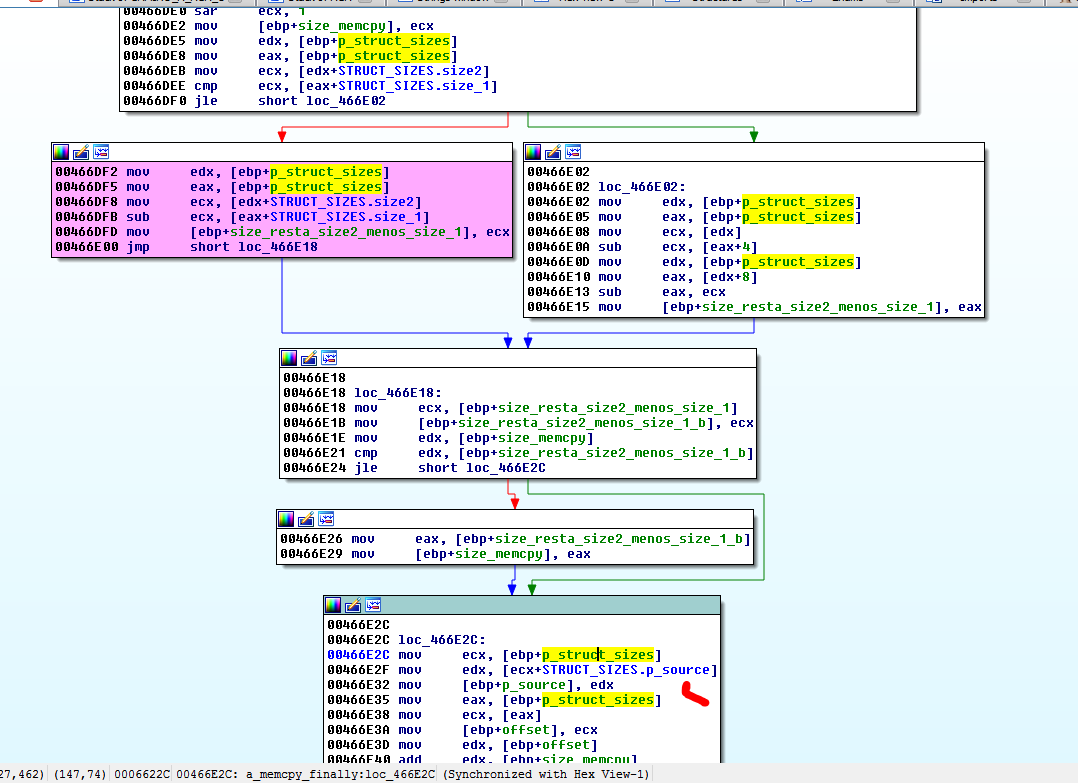 00466DE0 sar ecx, 1
00466DE2 mov [ebp+size_memcpy], ecx
00466DE5 mov edx, [ebp+p_struct_sizes]
00466DE8 mov eax, [ebp+p_struct_sizes]
00466DEB mov ecx, [edx+STRUCT_SIZES.size2]
00466DEE cmp ecx, [eax+STRUCT_SIZES.size_1]
00466DF0 jle short loc_466E02
00466DF2 mov edx, [ebp+p_struct_sizes]
00466DF5 mov eax, [ebp+p_struct_sizes]
00466DF8 mov ecx, [edx+STRUCT_SIZES.size2]
00466DFB sub ecx, [eax+STRUCT_SIZES.size_1]
00466DFD mov [ebp+size_resta_size2_menos_size_1], ecx
00466E00 jmp short loc_466E18
00466E02
00466E02 loc_466E02:
00466E02 mov edx, [ebp+p_struct_sizes]
00466E05 mov eax, [ebp+p_struct_sizes]
00466E08 mov ecx, [edx]
00466E0A sub ecx, [eax+4]
00466E0D mov edx, [ebp+p_struct_sizes]
00466E10 mov eax, [edx+8]
00466E13 sub eax, ecx
00466E15 mov [ebp+size_resta_size2_menos_size_1], eax
00466E18
00466E18 loc_466E18:
00466E18 mov ecx, [ebp+size_resta_size2_menos_size_1]
00466E1B mov [ebp+size_resta_size2_menos_size_1_b], ecx
00466E1E mov edx, [ebp+size_memcpy]
00466E21 cmp edx, [ebp+size_resta_size2_menos_size_1_b]
00466E24 jle short loc_466E2C
00466E26 mov eax, [ebp+size_resta_size2_menos_size_1_b]
00466E29 mov [ebp+size_memcpy], eax
00466E2C
00466E2C loc_466E2C:
00466E2C mov ecx, [ebp+p_struct_sizes]
00466E2F mov edx, [ecx+STRUCT_SIZES.p_source]
00466E32 mov [ebp+p_source], edx
00466E35 mov eax, [ebp+p_struct_sizes]
00466E38 mov ecx, [eax]
00466E3A mov [ebp+offset], ecx
00466E3D mov edx, [ebp+offset]
00466E40 add edx, [ebp+size_memcpy]
27,462) (147,74) 0006622C 00466E2C: a_memcpy_finally:loc_466E2C (Synchronized with Hex View-1)